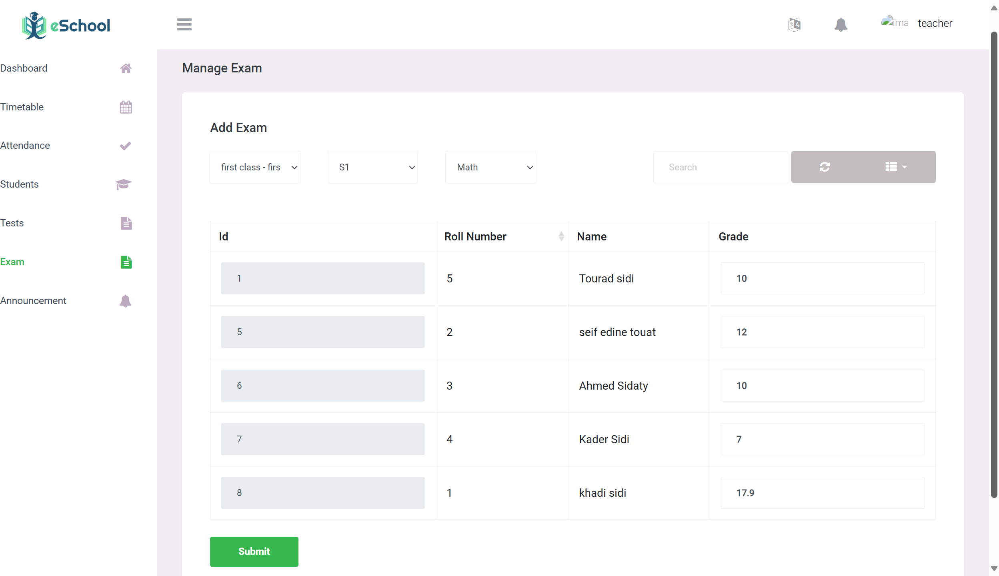 eSchool
ima teacher
Dashboard
Timetable
Attendance
Students
Tests
Exam
Announcement
Manage Exam
Add Exam
first class - firs S1 Math Search
Id Roll Number Name Grade
1 5 Tourad sidi 10
5 2 seif edine touat 12
6 3 Ahmed Sidaty 10
7 4 Kader Sidi 7
8 1 khadi sidi 17.9
Submit